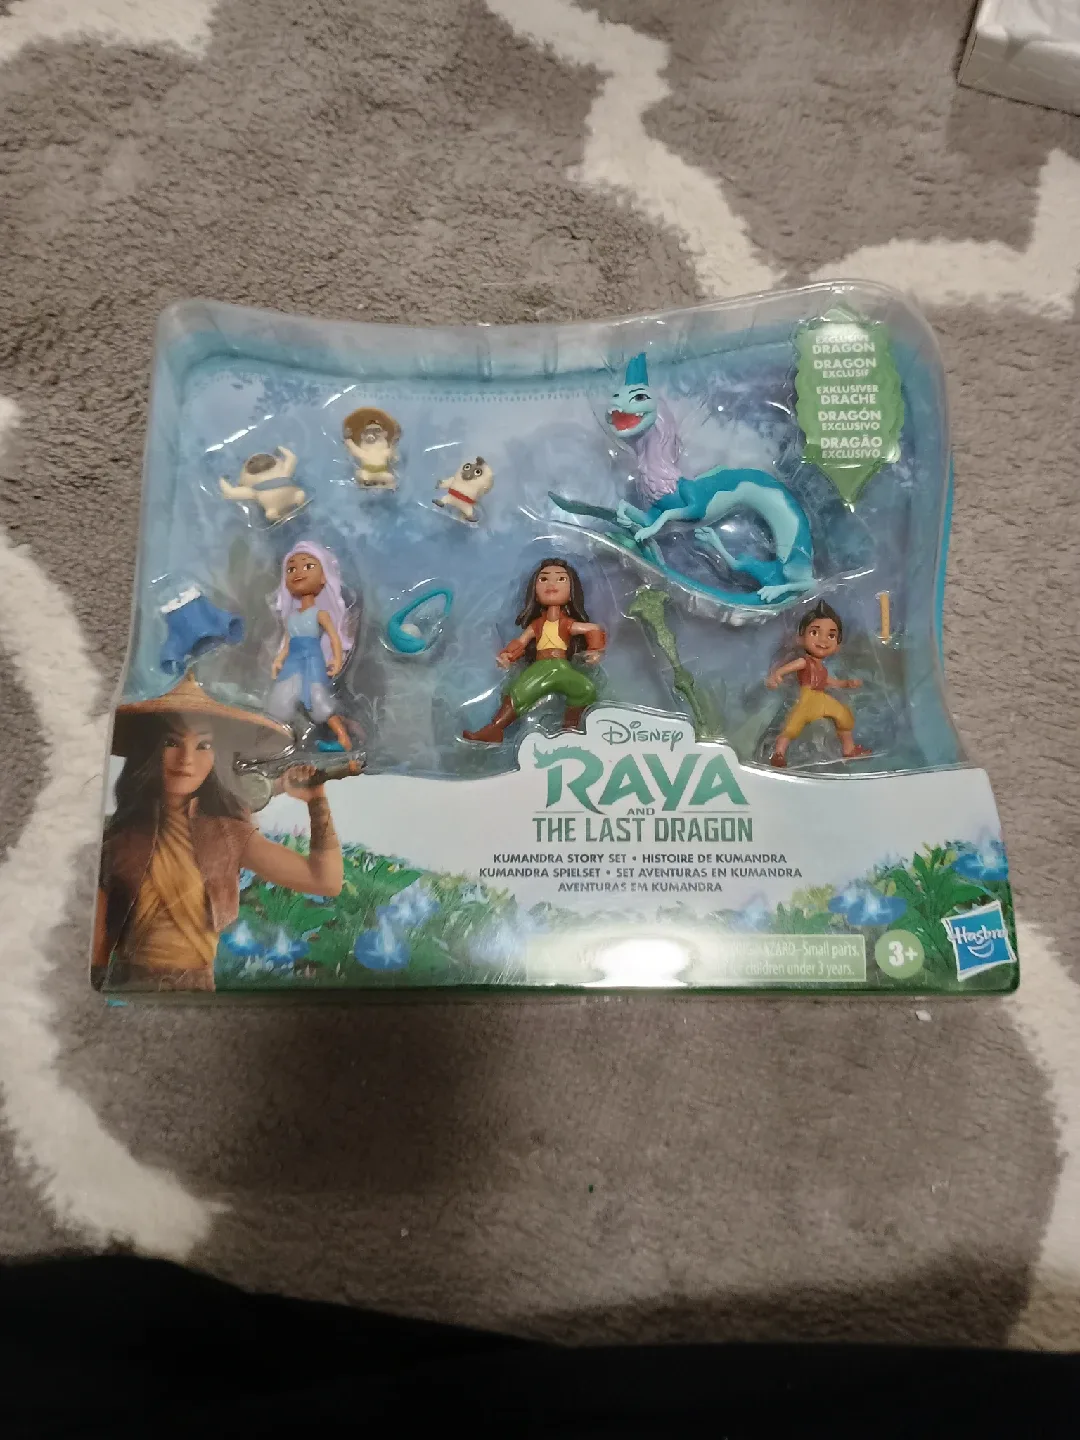 EXCLUSIVE
DRAGON
DRAGON
EXCLUSIF
EXKLUSIVER
DRACHE
DRAGÓN
EXCLUSIVO
DRAGÃO
EXCLUSIVO
Disney
RAYA
AND
THE LAST DRAGON
KUMANDRA STORY SET • HISTOIRE DE KUMANDRA
KUMANDRA SPIELSET • SET AVENTURAS EN KUMANDRA
AVENTURAS EM KUMANDRA
HAZARD–Small parts.
children under 3 years.
3+
Hasbro